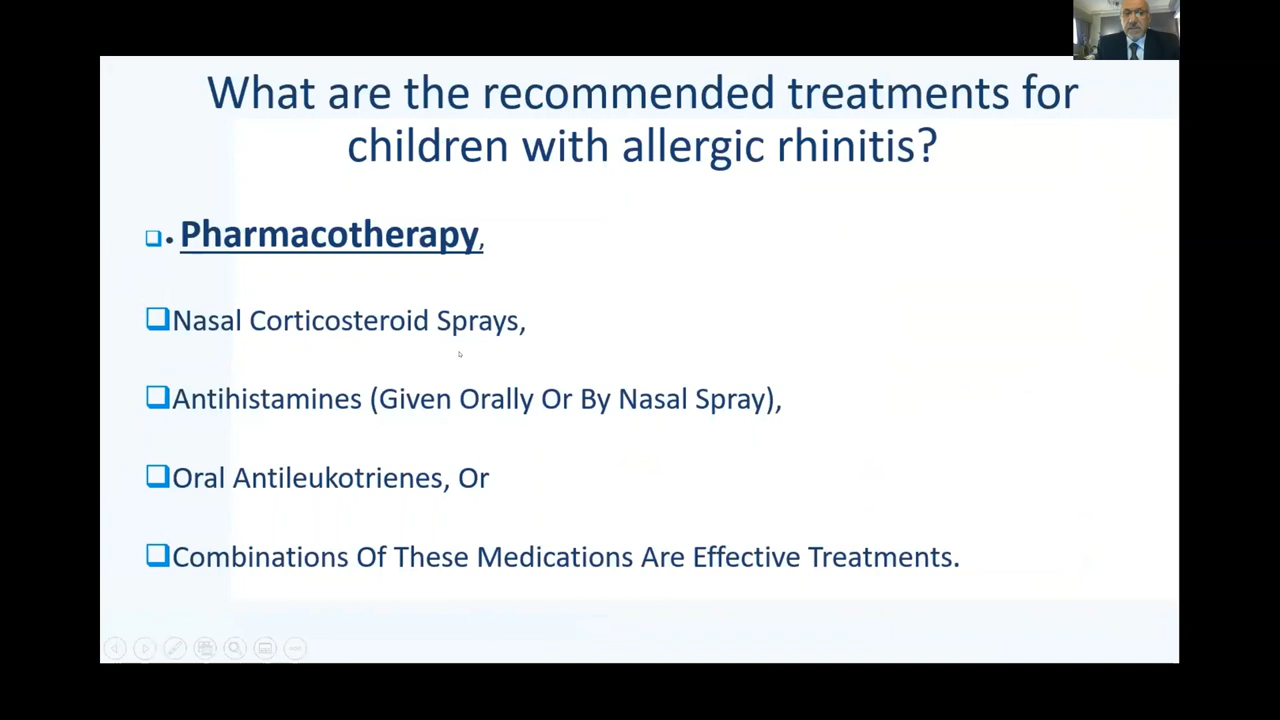 What are the recommended treatments for
children with allergic rhinitis?
• Pharmacotherapy,
Nasal Corticosteroid Sprays,
Antihistamines (Given Orally Or By Nasal Spray),
Oral Antileukotrienes, Or
Combinations Of These Medications Are Effective Treatments.